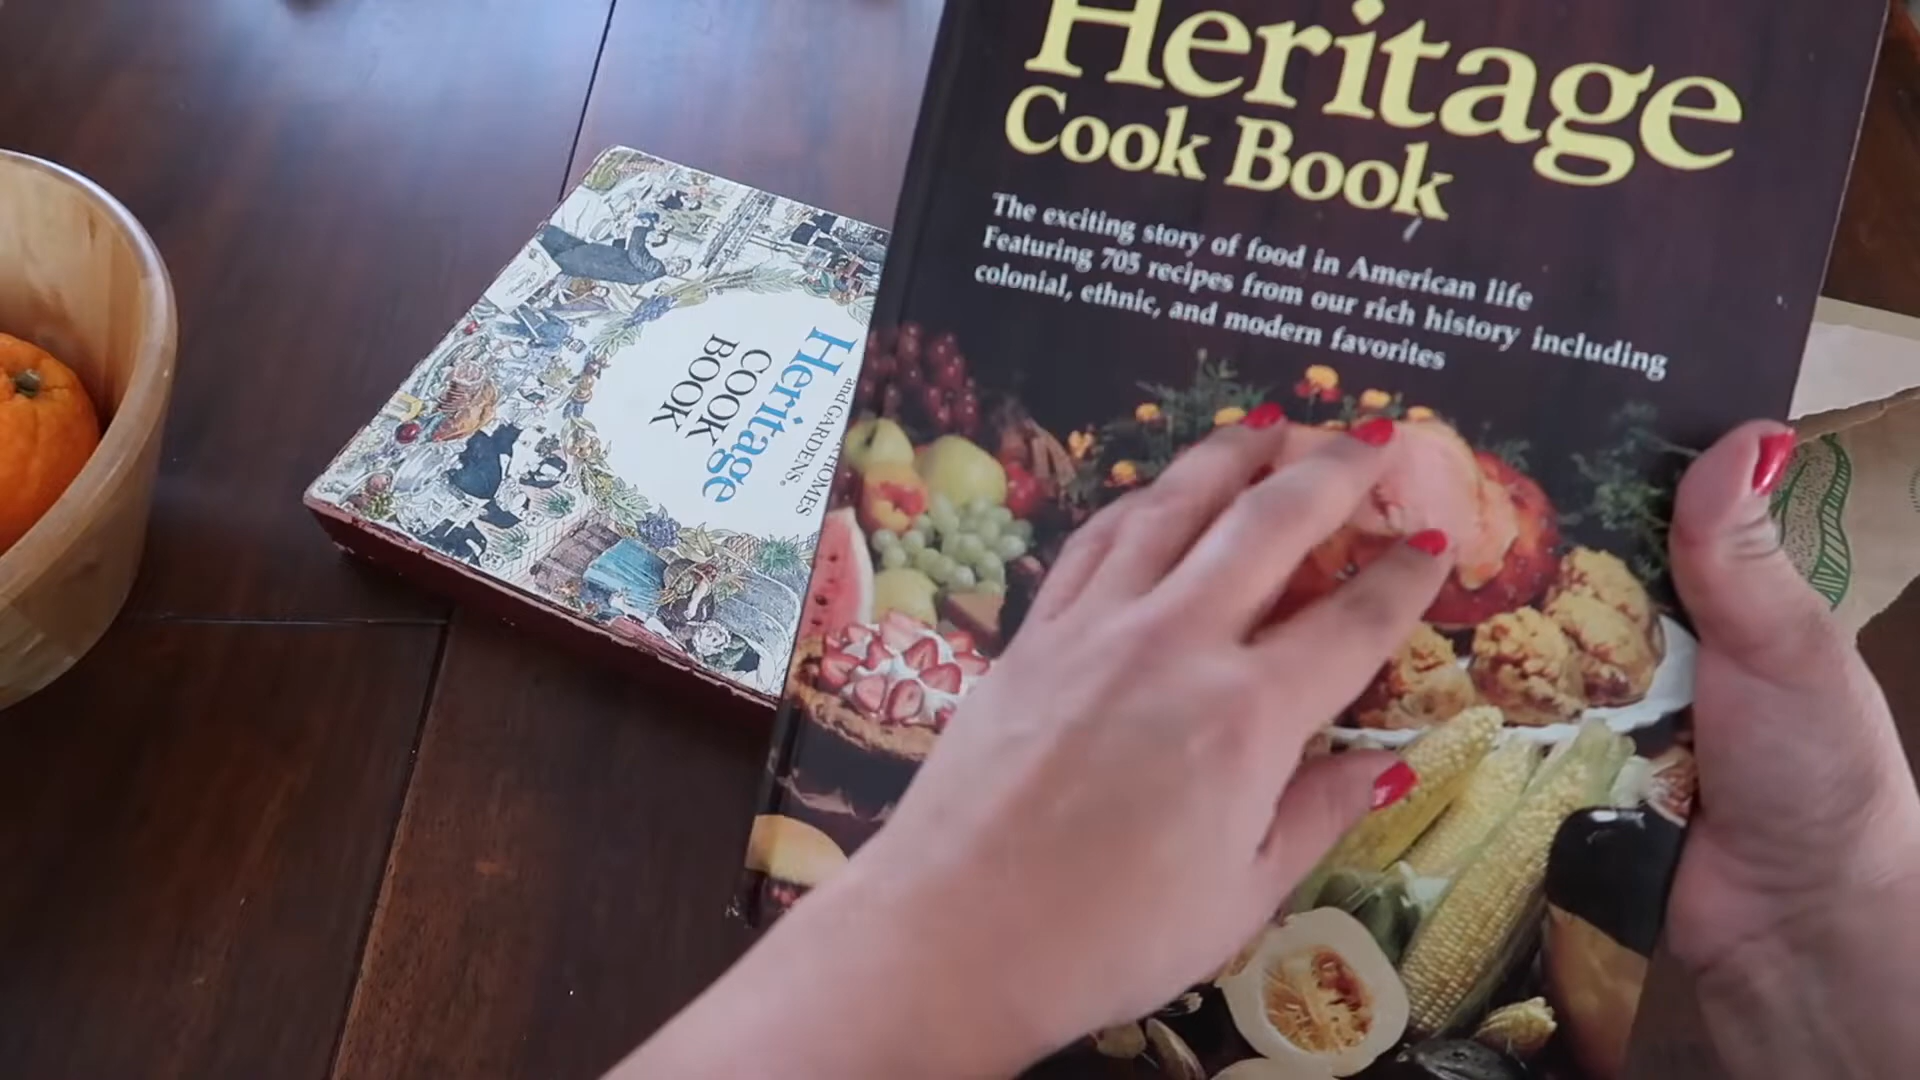 Heritage
Cook Book
The exciting story of food in American life
Featuring 705 recipes from our rich history including
colonial, ethnic, and modern favorites
HOMES
and GARDENS®
Heritage
COOK
BOOK